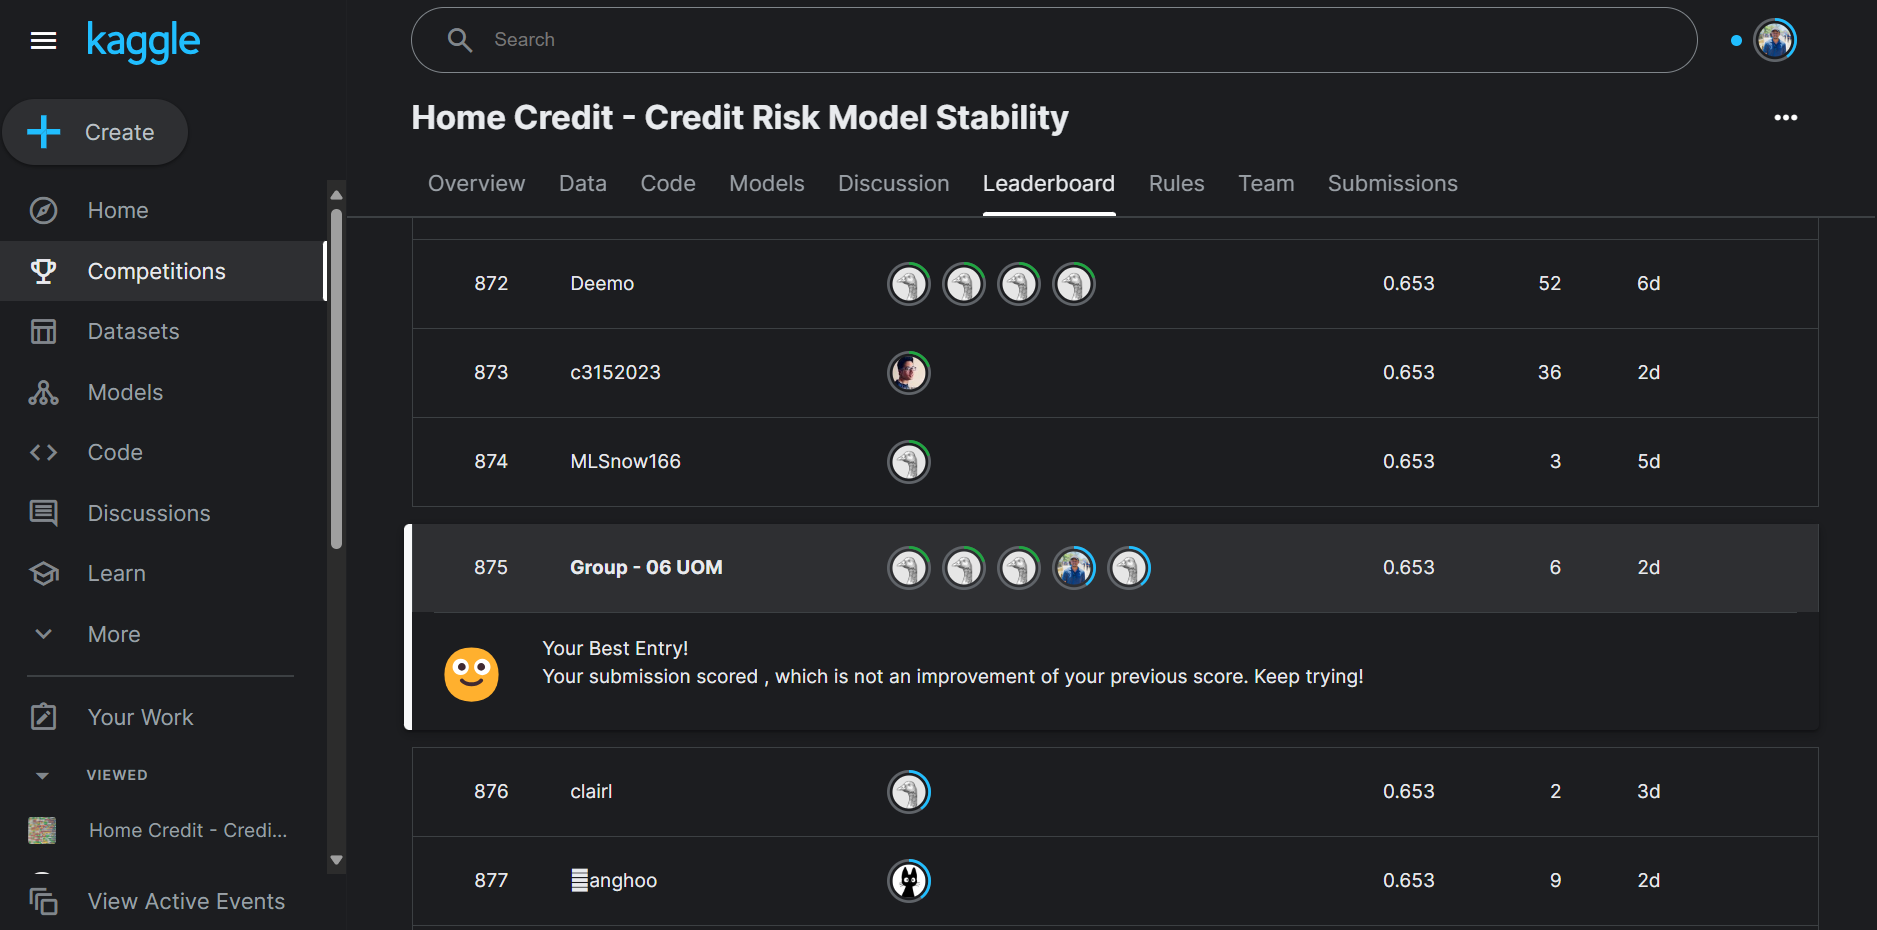 kaggle
Search
Create
Home Credit - Credit Risk Model Stability
Overview Data Code Models Discussion Leaderboard Rules Team Submissions
Home
Competitions
Datasets
Models
Code
Discussions
Learn
More
Your Work
VIEWED
Home Credit - Credi...
View Active Events
872 Deemo 0.653 52 6d
873 c3152023 0.653 36 2d
874 MLSnow166 0.653 3 5d
875 Group - 06 UOM 0.653 6 2d
Your Best Entry!
Your submission scored , which is not an improvement of your previous score. Keep trying!
876 clairl 0.653 2 3d
877 anghoo 0.653 9 2d